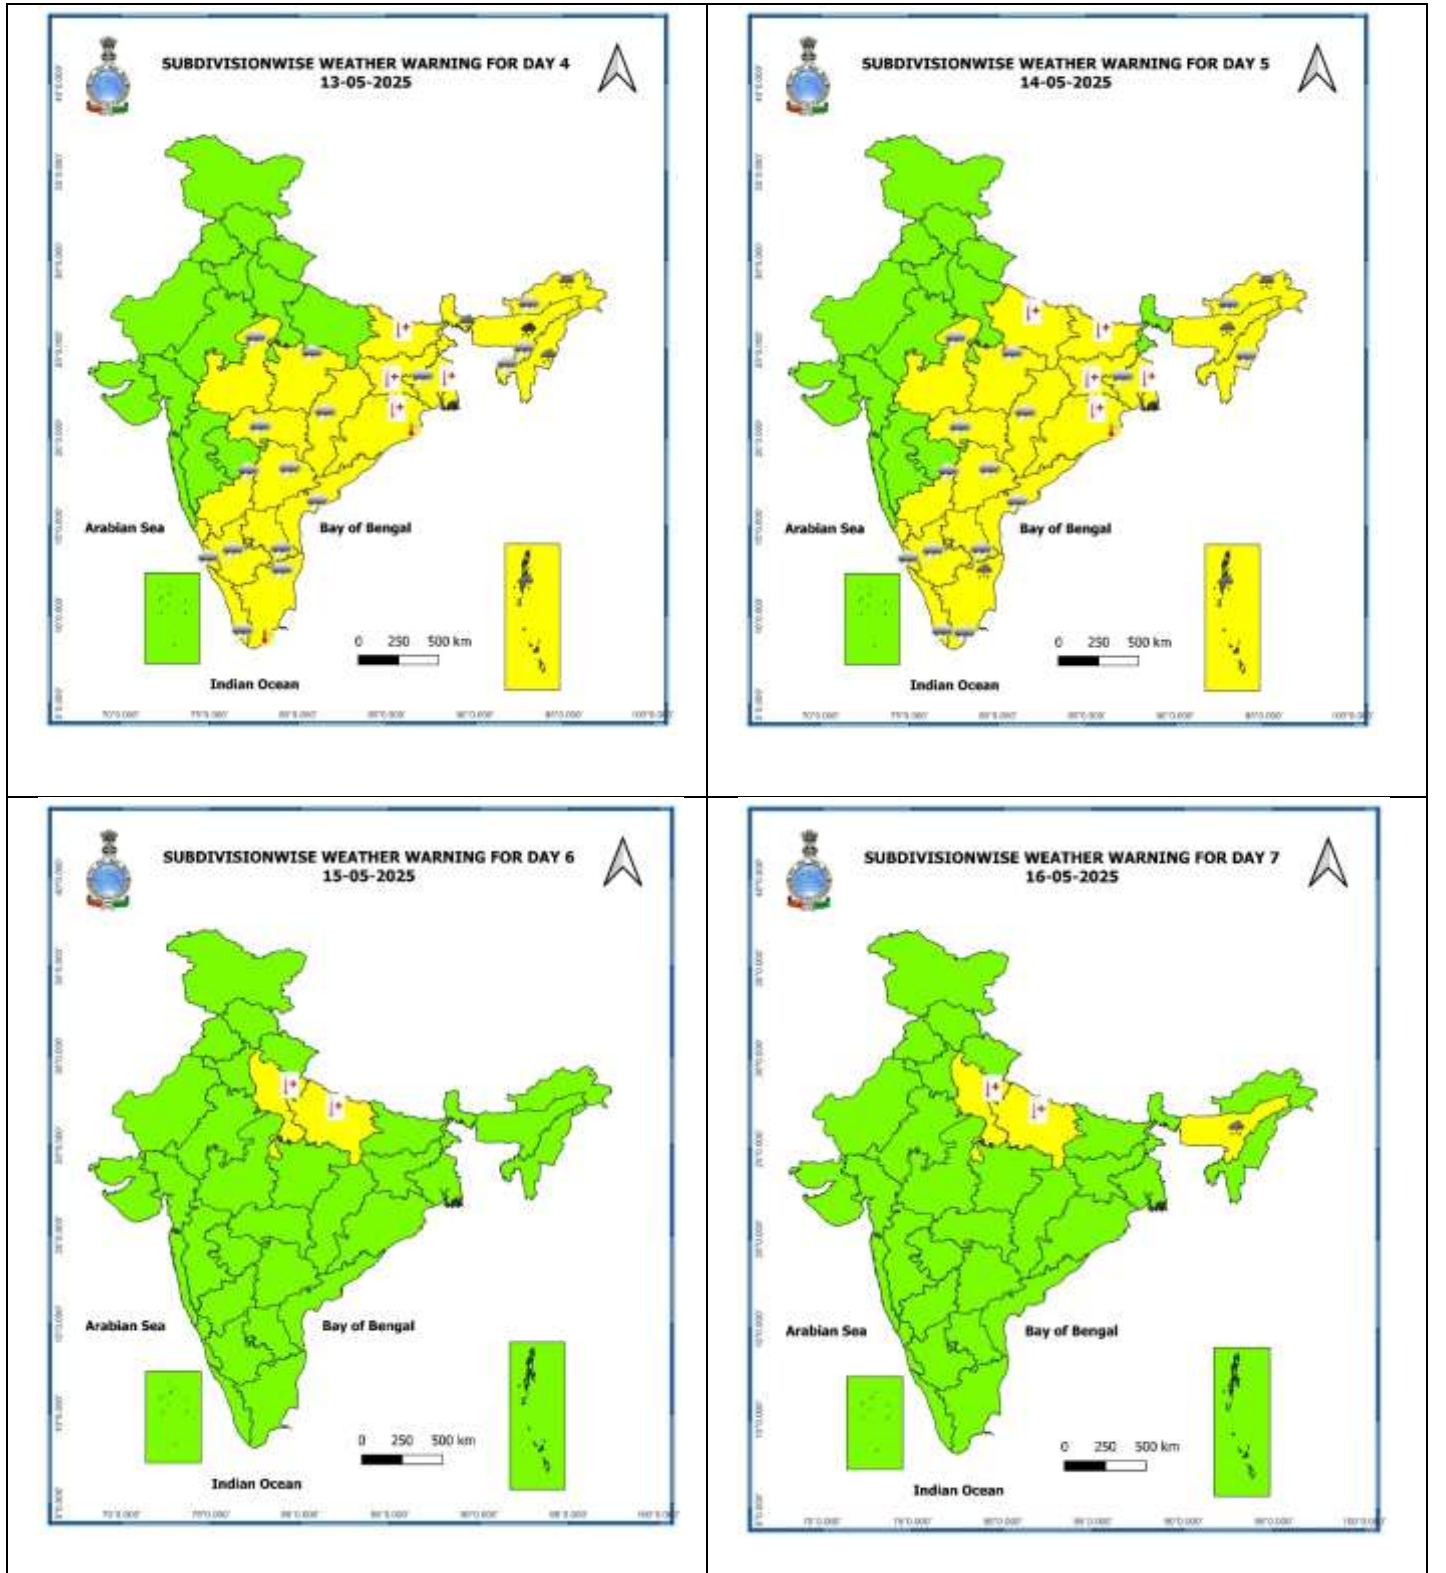 SUBDIVISIONWISE WEATHER WARNING FOR DAY 4
13-05-2025
Arabian Sea
Bay of Bengal
0 250 500 km
Indian Ocean
SUBDIVISIONWISE WEATHER WARNING FOR DAY 5
14-05-2025
Arabian Sea
Bay of Bengal
0 250 500 km
Indian Ocean
SUBDIVISIONWISE WEATHER WARNING FOR DAY 6
15-05-2025
Arabian Sea
Bay of Bengal
0 250 500 km
Indian Ocean
SUBDIVISIONWISE WEATHER WARNING FOR DAY 7
16-05-2025
Arabian Sea
Bay of Bengal
0 250 500 km
Indian Ocean